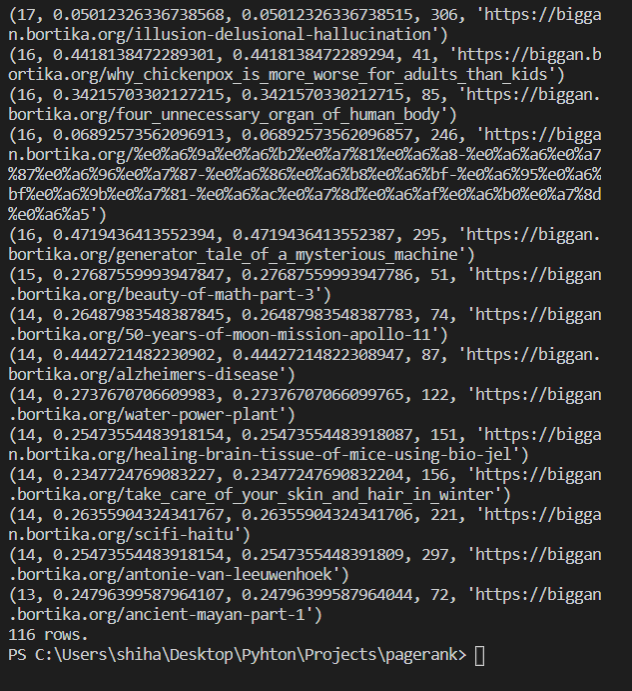 (17, 0.05012326336738568, 0.05012326336738515, 306, 'https://bigga
n.bortika.org/illusion-delusional-hallucination')
(16, 0.4418138472289301, 0.4418138472289294, 41, 'https://biggan.b
ortika.org/why_chickenpox_is_more_worse_for_adults_than_kids')
(16, 0.34215703302127215, 0.3421570330212715, 85, 'https://biggan.
bortika.org/four_unnecessary_organ_of_human_body')
(16, 0.06892573562096913, 0.06892573562096857, 246, 'https://bigga
n.bortika.org/%e0%a6%9a%e0%a6%b2%e0%a7%81%e0%a6%a8-%e0%a6%a6%e0%a7
%87%e0%a6%96%e0%a7%87-%e0%a6%86%e0%a6%b8%e0%a6%bf-%e0%a6%95%e0%a6%
bf%e0%a6%9b%e0%a7%81-%e0%a6%ac%e0%a7%8d%e0%a6%af%e0%a6%b0%e0%a7%8d
%e0%a6%a5')
(16, 0.4719436413552394, 0.4719436413552387, 295, 'https://biggan.
bortika.org/generator_tale_of_a_mysterious_machine')
(15, 0.27687559993947847, 0.27687559993947786, 51, 'https://biggan
.bortika.org/beauty-of-math-part-3')
(14, 0.26487983548387845, 0.26487983548387783, 74, 'https://biggan
.bortika.org/50-years-of-moon-mission-apollo-11')
(14, 0.4442721482230902, 0.44427214822308947, 87, 'https://biggan.
bortika.org/alzheimers-disease')
(14, 0.2737670706609983, 0.27376707066099765, 122, 'https://biggan
.bortika.org/water-power-plant')
(14, 0.25473554483918154, 0.25473554483918087, 151, 'https://bigga
n.bortika.org/healing-brain-tissue-of-mice-using-bio-jel')
(14, 0.2347724769083227, 0.23477247690832204, 156, 'https://biggan
.bortika.org/take_care_of_your_skin_and_hair_in_winter')
(14, 0.26355904324341767, 0.26355904324341706, 221, 'https://bigga
n.bortika.org/scifi-haitu')
(14, 0.25473554483918154, 0.2547355448391809, 297, 'https://biggan
.bortika.org/antonie-van-leeuwenhoek')
(13, 0.24796399587964107, 0.24796399587964044, 72, 'https://biggan
.bortika.org/ancient-mayan-part-1')
116 rows.
PS C:\Users\shiha\Desktop\Pyhton\Projects\pagerank>